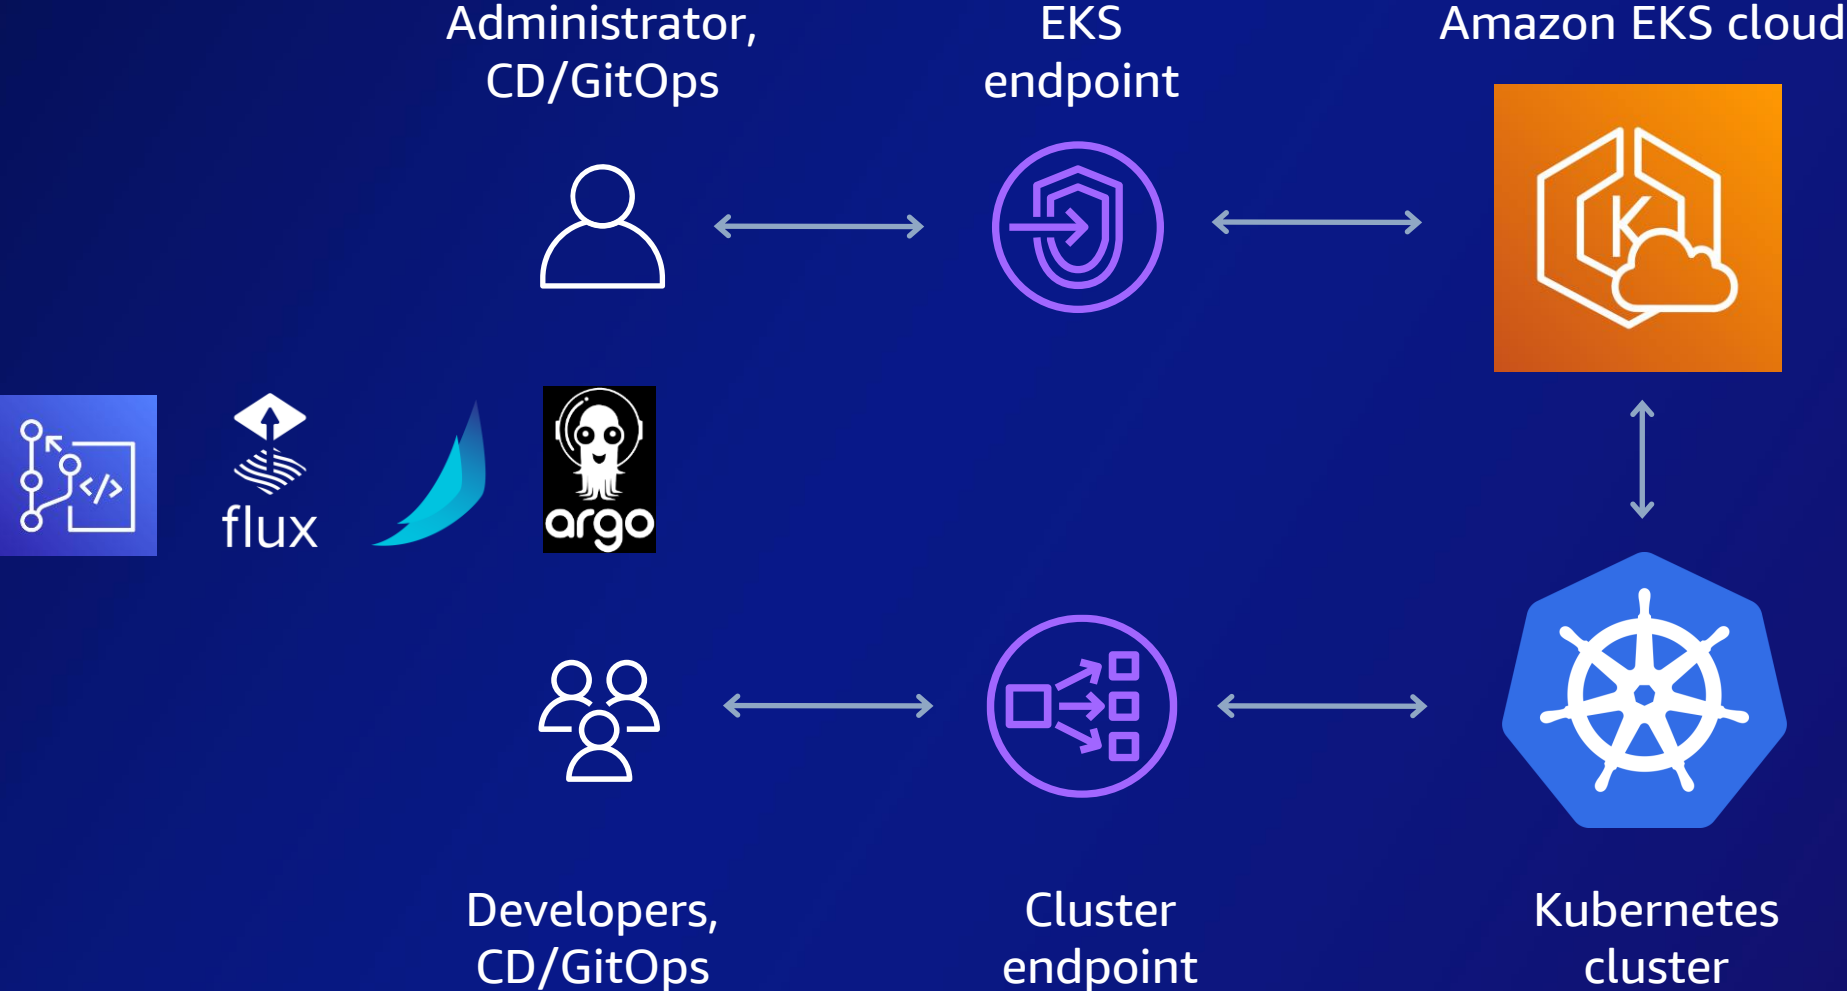 Administrator,
CD/GitOps
EKS
endpoint
Amazon EKS cloud
K
</>
flux
argo
Developers,
CD/GitOps
Cluster
endpoint
Kubernetes
cluster